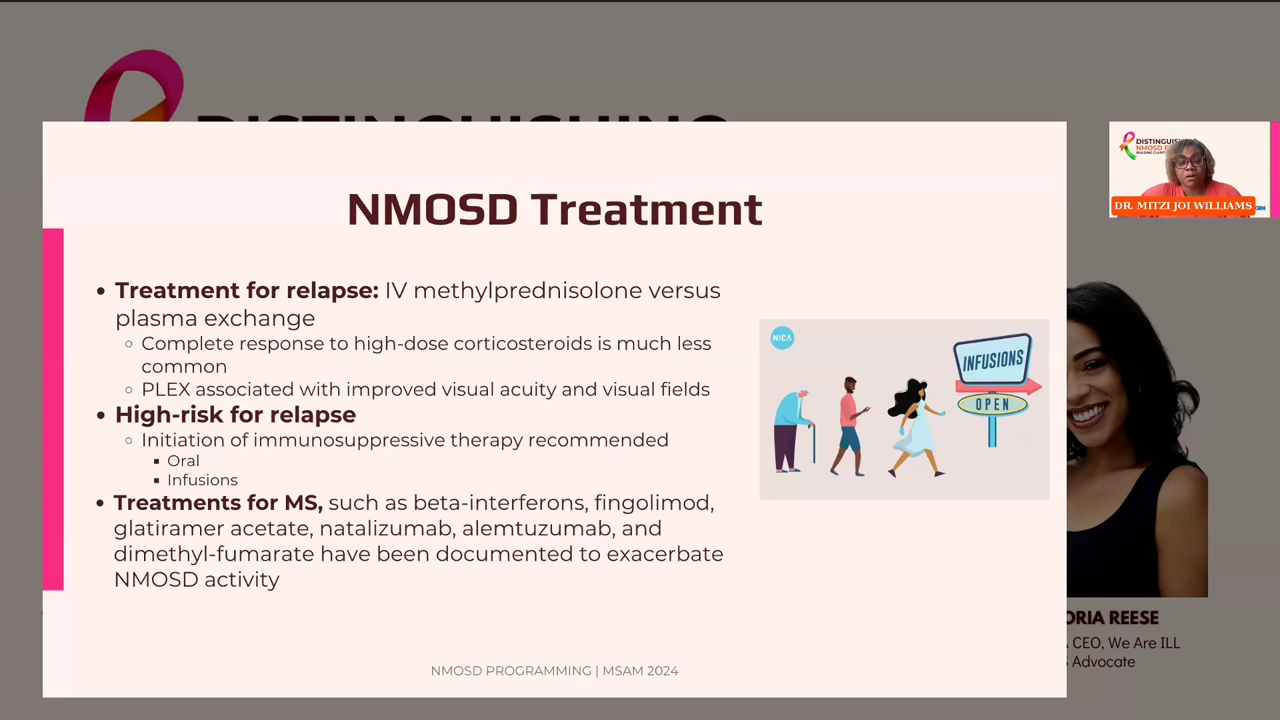 DISTINGUISHING
NMOSD Treatment
• Treatment for relapse: IV methylprednisolone versus
plasma exchange
○ Complete response to high-dose corticosteroids is much less
common
○ PLEX associated with improved visual acuity and visual fields
• High-risk for relapse
○ Initiation of immunosuppressive therapy recommended
▪ Oral
▪ Infusions
• Treatments for MS, such as beta-interferons, fingolimod,
glatiramer acetate, natalizumab, alemtuzumab, and
dimethyl-fumarate have been documented to exacerbate
NMOSD activity
NICA
INFUSIONS
OPEN
NMOSD PROGRAMMING | MSAM 2024
DISTINGUISHING
NMOSD
DR. MITZI JOI WILLIAMS
ORIA REESE
CEO, We Are ILL
Advocate